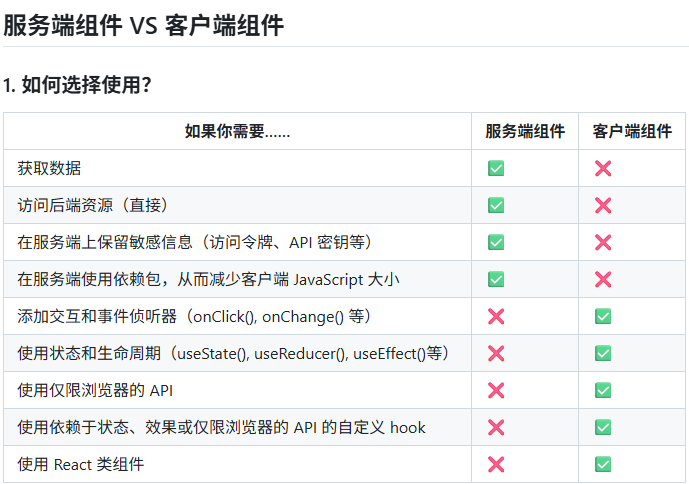 服务端组件 VS 客户端组件
1. 如何选择使用？
如果你需要…… 服务端组件 客户端组件
获取数据 ✅ ❌
访问后端资源（直接） ✅ ❌
在服务端上保留敏感信息（访问令牌、API 密钥等） ✅ ❌
在服务端使用依赖包，从而减少客户端 JavaScript 大小 ✅ ❌
添加交互和事件侦听器（onClick(), onChange() 等） ❌ ✅
使用状态和生命周期（useState(), useReducer(), useEffect()等） ❌ ✅
使用仅限浏览器的 API ❌ ✅
使用依赖于状态、效果或仅限浏览器的 API 的自定义 hook ❌ ✅
使用 React 类组件 ❌ ✅